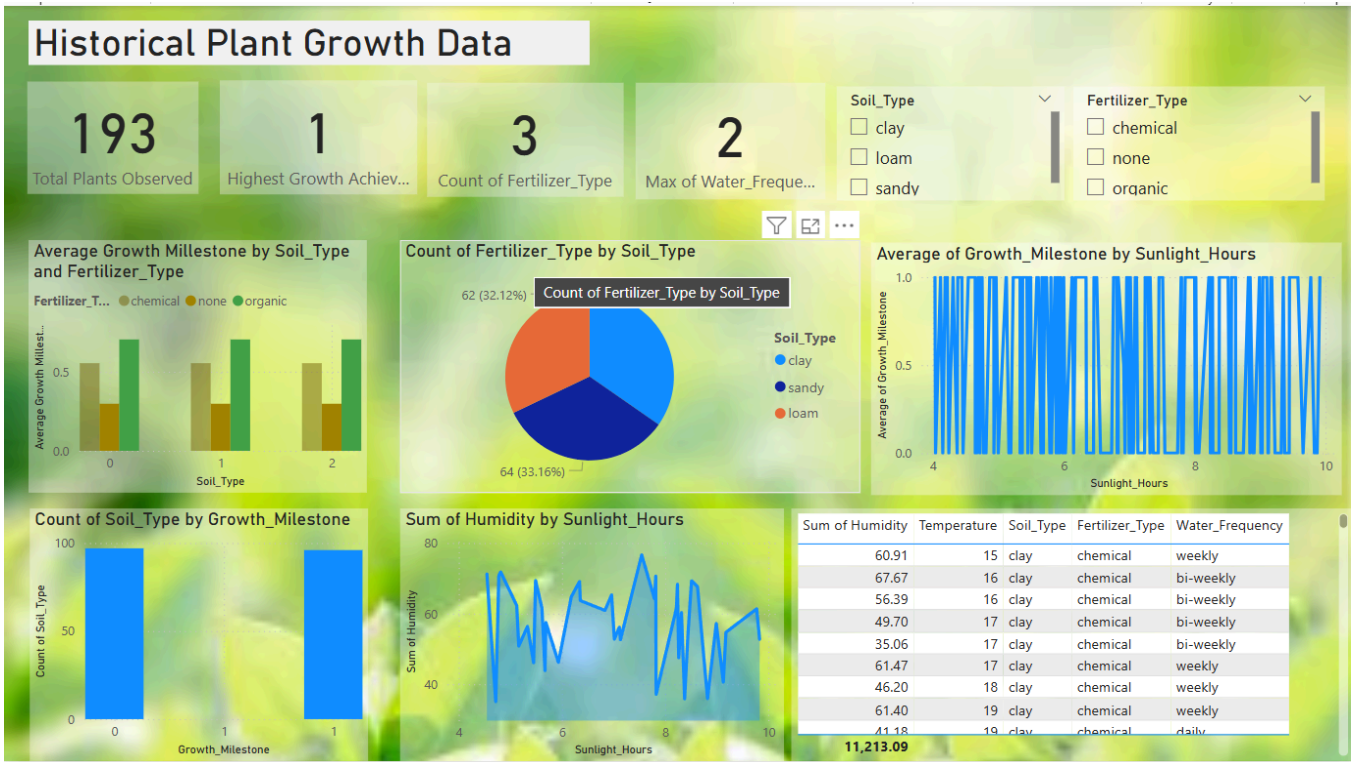 Historical Plant Growth Data
193
Total Plants Observed
1
Highest Growth Achiev...
3
Count of Fertilizer_Type
2
Max of Water_Freque...
Soil_Type
clay
loam
sandy
Fertilizer_Type
chemical
none
organic
Average Growth Millestone by Soil_Type
and Fertilizer_Type
Fertilizer_T... chemical none organic
Average Growth Millest...
0.5
0.0
0 1 2
Soil_Type
Count of Fertilizer_Type by Soil_Type
62 (32.12%)
Count of Fertilizer_Type by Soil_Type
64 (33.16%)
Soil_Type
clay
sandy
loam
Average of Growth_Milestone by Sunlight_Hours
Average of Growth_Milestone
1.0
0.5
0.0
4 6 8 10
Sunlight_Hours
Count of Soil_Type by Growth_Milestone
Count of Soil_Type
100
50
0
0 1 1
Growth_Milestone
Sum of Humidity by Sunlight_Hours
Sum of Humidity
80
60
40
4 6 8 10
Sunlight_Hours
Sum of Humidity Temperature Soil_Type Fertilizer_Type Water_Frequency
60.91 15 clay chemical weekly
67.67 16 clay chemical bi-weekly
56.39 16 clay chemical bi-weekly
49.70 17 clay chemical bi-weekly
35.06 17 clay chemical bi-weekly
61.47 17 clay chemical weekly
46.20 18 clay chemical weekly
61.40 19 clay chemical weekly
41.18 19 clay chemical daily
11,213.09